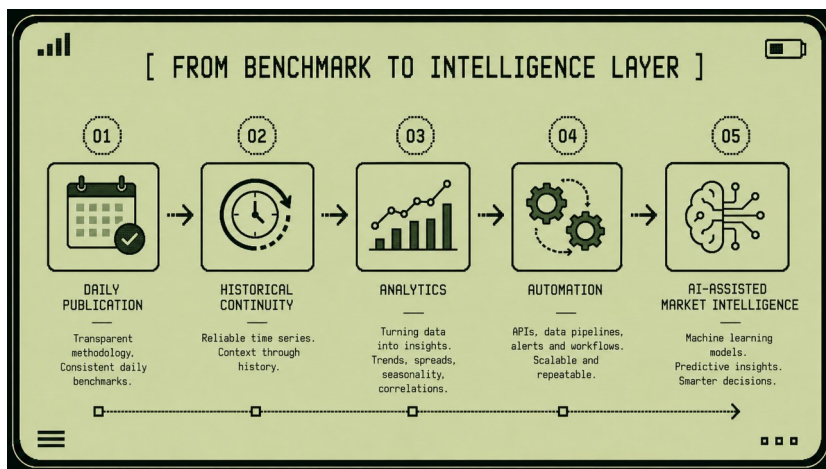 [ FROM BENCHMARK TO INTELLIGENCE LAYER ]
01
DAILY
PUBLICATION
Transparent
methodology.
Consistent daily
benchmarks.
02
HISTORICAL
CONTINUITY
Reliable time series.
Context through
history.
03
ANALYTICS
Turning data
into insights.
Trends, spreads,
seasonality,
correlations.
04
AUTOMATION
APIs, data pipelines,
alerts and workflows.
Scalable and
repeatable.
05
AI-ASSISTED
MARKET INTELLIGENCE
Machine learning
models.
Predictive insights.
Smarter decisions.